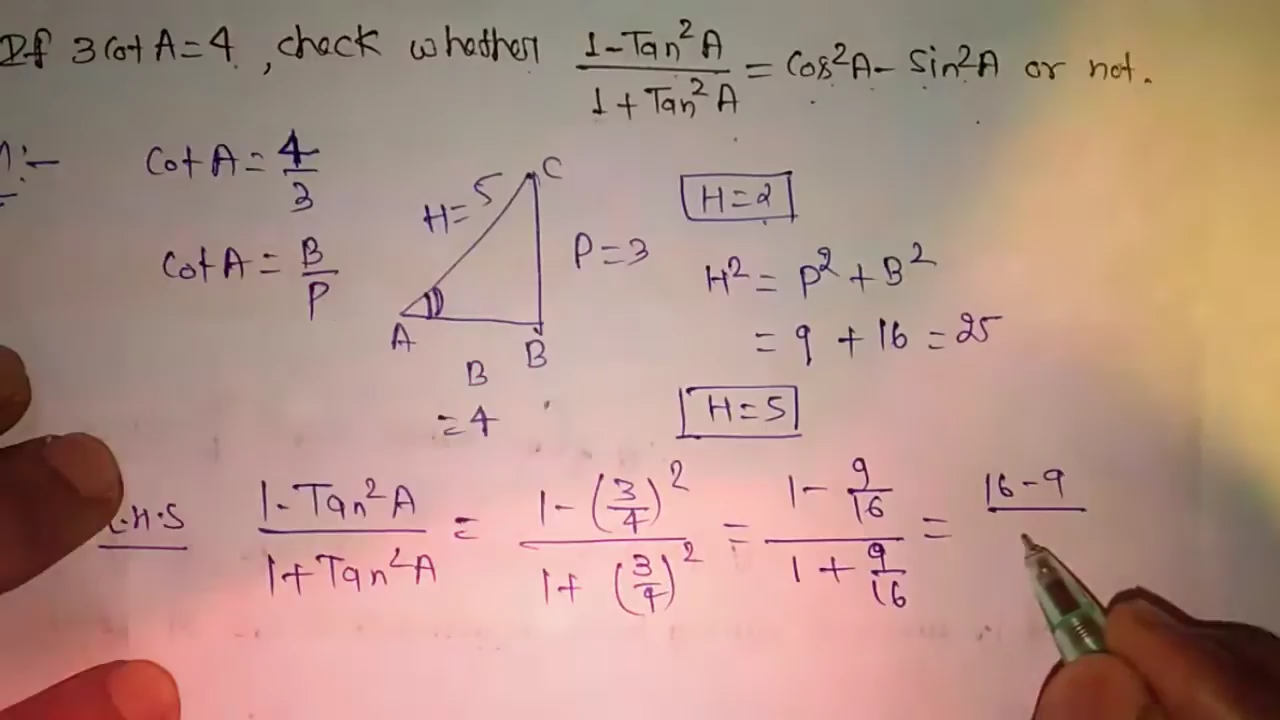 If 3 Cot A = 4 , check whether (1 - Tan²A)/(1 + Tan²A) = Cos²A - Sin²A or not.
Cot A = 4/3
Cot A = B/P
H = 5
C
P = 3
A
B
B
= 4
H = 2
H² = P² + B²
= 9 + 16 = 25
H = 5
L.H.S (1 - Tan²A)/(1 + Tan²A) = (1 - (3/4)²)/(1 + (3/4)²) = (1 - 9/16)/(1 + 9/16) = 16 - 9